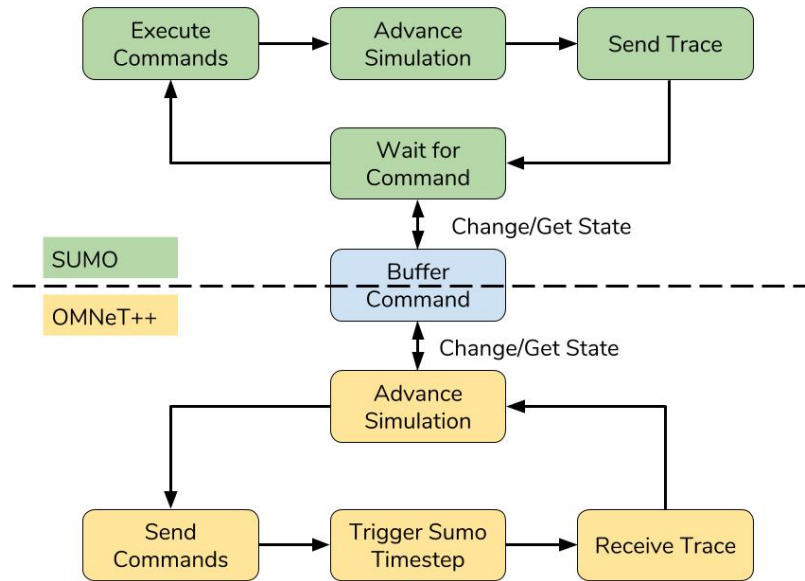 Execute
Commands
Advance
Simulation
Send Trace
Wait for
Command
Change/Get State
SUMO
Buffer
Command
OMNeT++
Change/Get State
Advance
Simulation
Send
Commands
Trigger Sumo
Timestep
Receive Trace